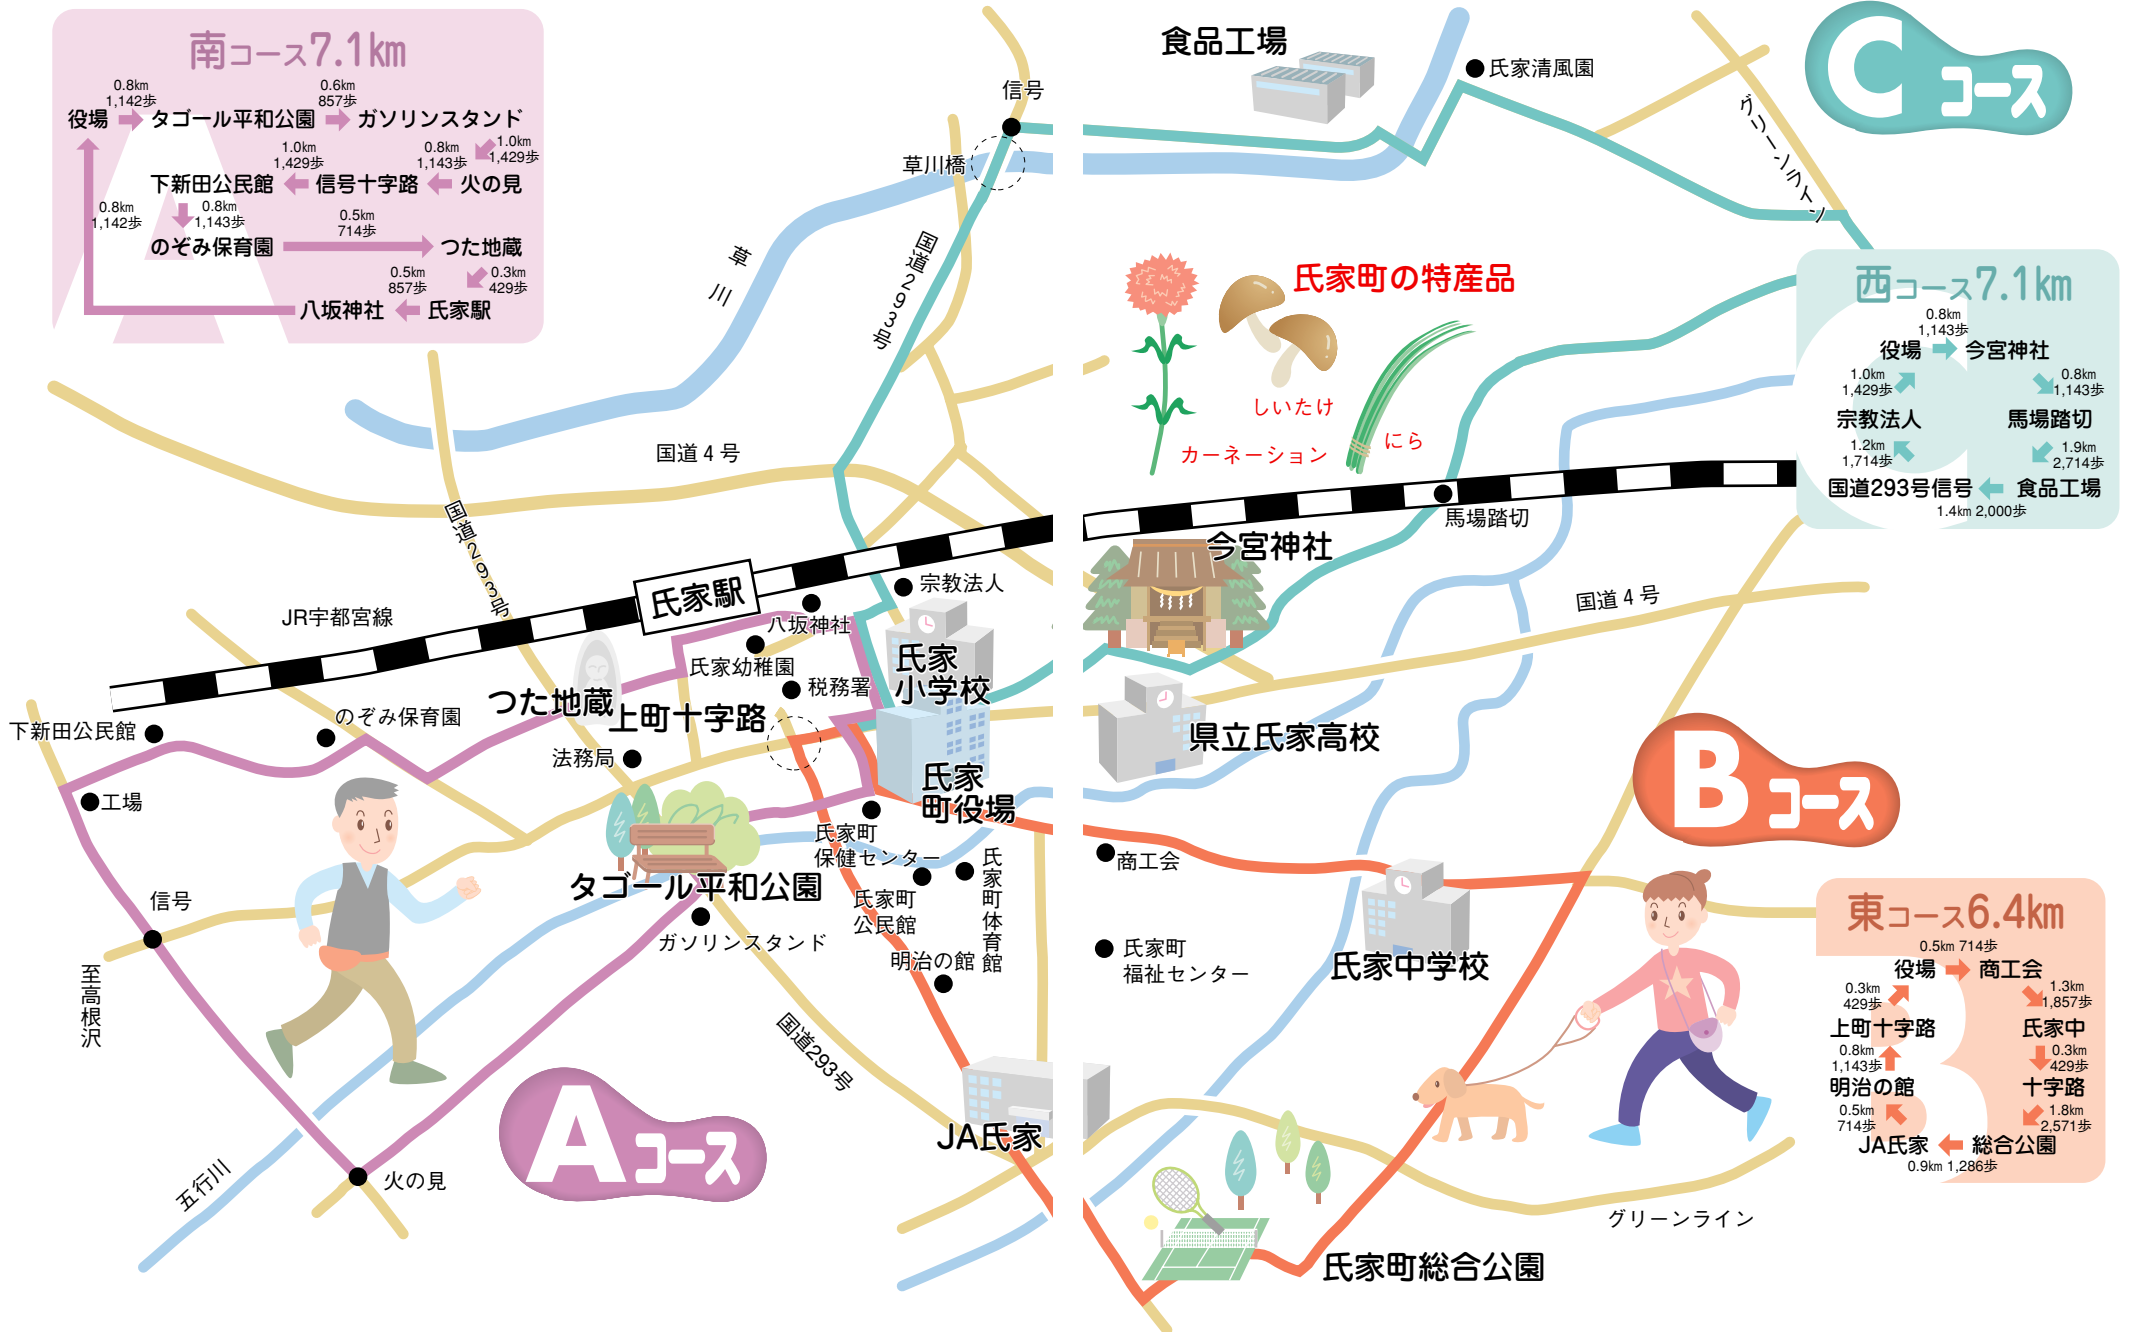 南コース7.1km
0.8km
1,142歩
0.6km
857歩
役場
タゴール平和公園
ガソリンスタンド
1.0km
1,429歩
0.8km
1,143歩
1.0km
1,429歩
下新田公民館
信号十字路
火の見
0.8km
1,142歩
0.8km
1,143歩
0.5km
714歩
のぞみ保育園
つた地蔵
0.5km
857歩
0.3km
429歩
八坂神社
氏家駅
食品工場
氏家清風園
Cコース
グリーンライン
信号
草川橋
草川
国道293号
氏家町の特産品
しいたけ
カーネーション
にら
西コース7.1km
0.8km
1,143歩
役場
今宮神社
1.0km
1,429歩
0.8km
1,143歩
宗教法人
馬場踏切
1.2km
1,714歩
1.9km
2,714歩
国道293号信号
食品工場
1.4km 2,000歩
国道４号
国道293号
馬場踏切
今宮神社
国道４号
氏家駅
JR宇都宮線
宗教法人
八坂神社
氏家幼稚園
税務署
氏家
小学校
つた地蔵
上町十字路
のぞみ保育園
下新田公民館
法務局
工場
県立氏家高校
氏家
町役場
Bコース
氏家町
保健センター
氏家町
公民館
氏家町体育館
タゴール平和公園
ガソリンスタンド
明治の館
商工会
氏家町
福祉センター
氏家中学校
信号
至高根沢
国道293号
東コース6.4km
0.5km 714歩
役場
商工会
0.3km
429歩
1.3km
1,857歩
上町十字路
氏家中
0.8km
1,143歩
0.3km
429歩
明治の館
十字路
0.5km
714歩
1.8km
2,571歩
JA氏家
総合公園
0.9km 1,286歩
Aコース
JA氏家
五行川
火の見
グリーンライン
氏家町総合公園